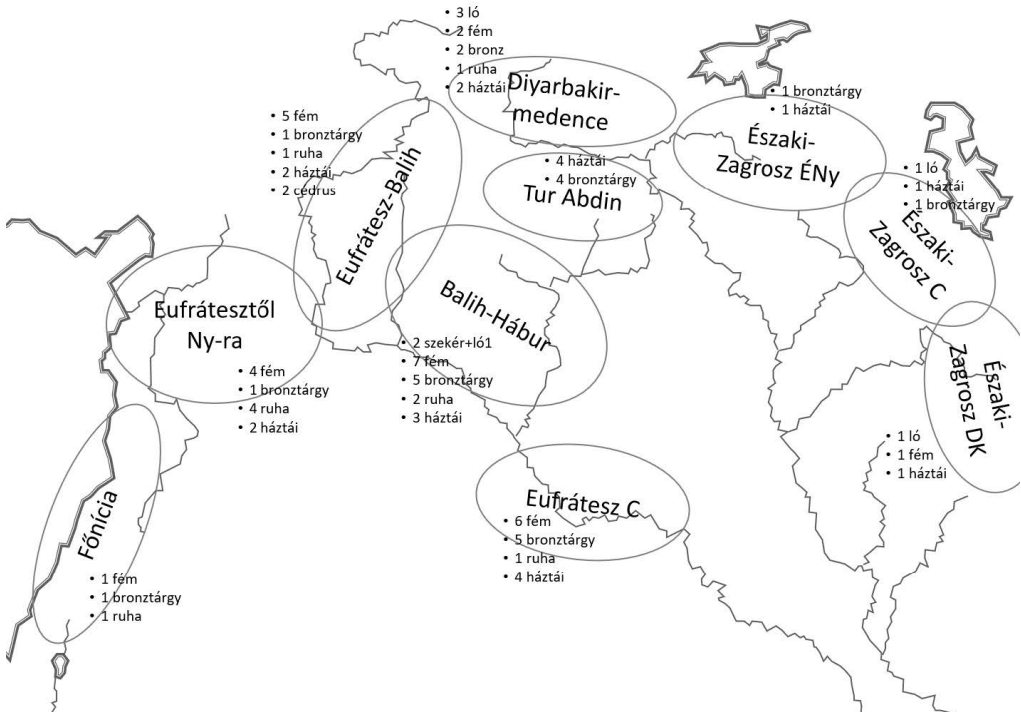 • 3 ló
• 2 fém
• 2 bronz
• 1 ruha
• 2 háztái
Diyarbakir-
medence
• 1 bronztárgy
• 1 háztái
Északi-
Zagrosz ÉNy
• 5 fém
• 1 bronztárgy
• 1 ruha
• 2 háztái
• 2 cédrus
Eufrátesz-Balih
• 4 háztái
• 4 bronztárgy
Tur Abdin
• 1 ló
• 1 háztái
• 1 bronztárgy
Északi-
Zagrosz C
Eufrátesztől
Ny-ra
• 4 fém
• 1 bronztárgy
• 4 ruha
• 2 háztái
Balih-Hábur
• 2 szekér+ló1
• 7 fém
• 5 bronztárgy
• 2 ruha
• 3 háztái
Északi-
Zagrosz DK
• 1 ló
• 1 fém
• 1 háztái
Eufrátesz C
• 6 fém
• 5 bronztárgy
• 1 ruha
• 4 háztái
Főnícia
• 1 fém
• 1 bronztárgy
• 1 ruha